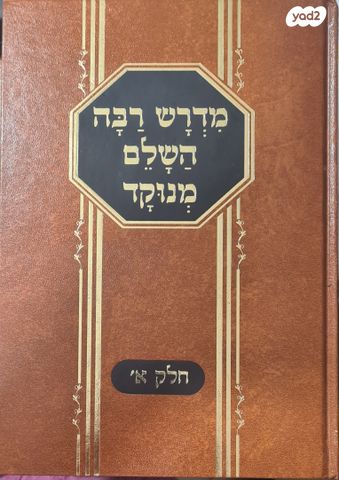 yad2
מִדְרָשׁ רַבָּה
הַשָׁלֵם
מְנוּקָד
חלק א׳